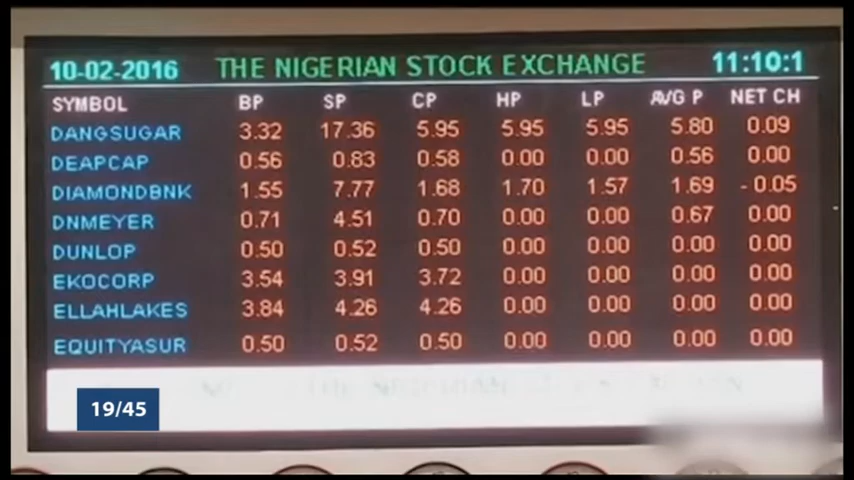 10-02-2016 THE NIGERIAN STOCK EXCHANGE 11:10:1
SYMBOL BP SP CP HP LP AVG P NET CH
DANGSUGAR 3.32 17.36 5.95 5.95 5.95 5.80 0.09
DEAPCAP 0.56 0.83 0.58 0.00 0.00 0.56 0.00
DIAMONDBNK 1.55 7.77 1.68 1.70 1.57 1.69 - 0.05
DNMEYER 0.71 4.51 0.70 0.00 0.00 0.67 0.00
DUNLOP 0.50 0.52 0.50 0.00 0.00 0.00 0.00
EKOCORP 3.54 3.91 3.72 0.00 0.00 0.00 0.00
ELLAHLAKES 3.84 4.26 4.26 0.00 0.00 0.00 0.00
EQUITYASUR 0.50 0.52 0.50 0.00 0.00 0.00 0.00
19/45